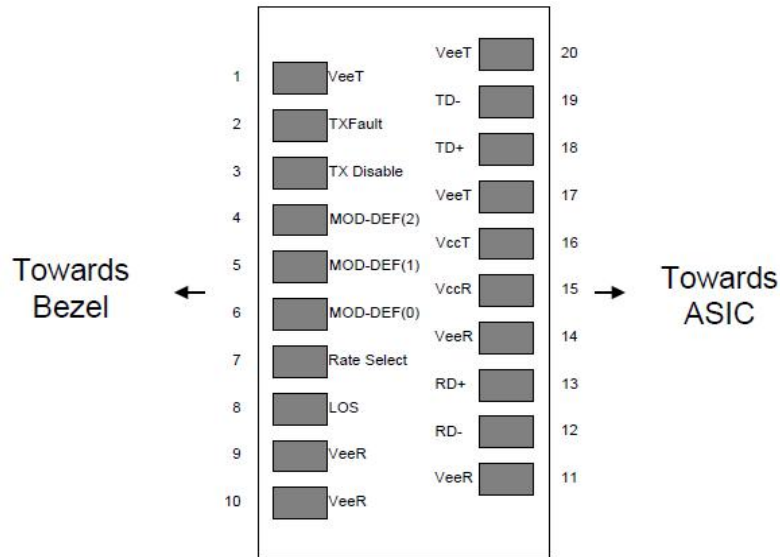 1 VeeT
2 TXFault
3 TX Disable
4 MOD-DEF(2)
5 MOD-DEF(1)
6 MOD-DEF(0)
7 Rate Select
8 LOS
9 VeeR
10 VeeR
VeeT 20
TD- 19
TD+ 18
VeeT 17
VccT 16
VccR 15
VeeR 14
RD+ 13
RD- 12
VeeR 11
Towards
Bezel
Towards
ASIC